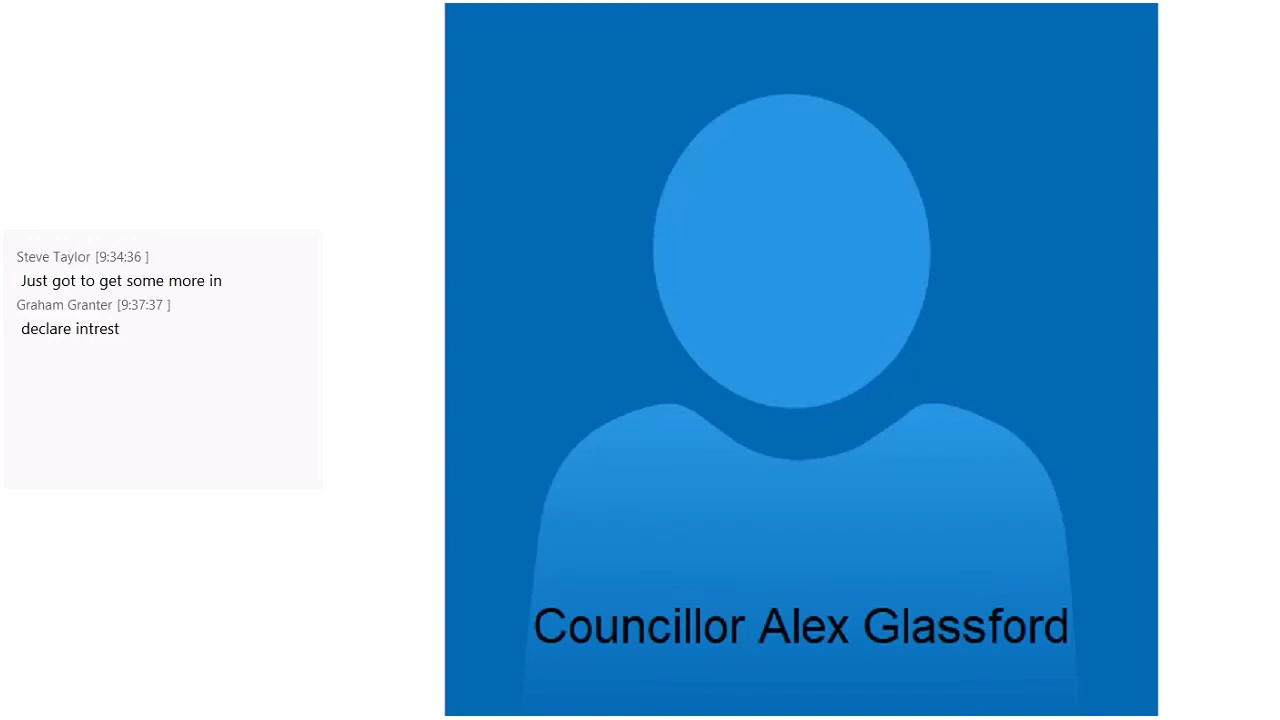 Steve Taylor [9:34:36 ]
Just got to get some more in
Graham Granter [9:37:37 ]
declare intrest
Councillor Alex Glassford